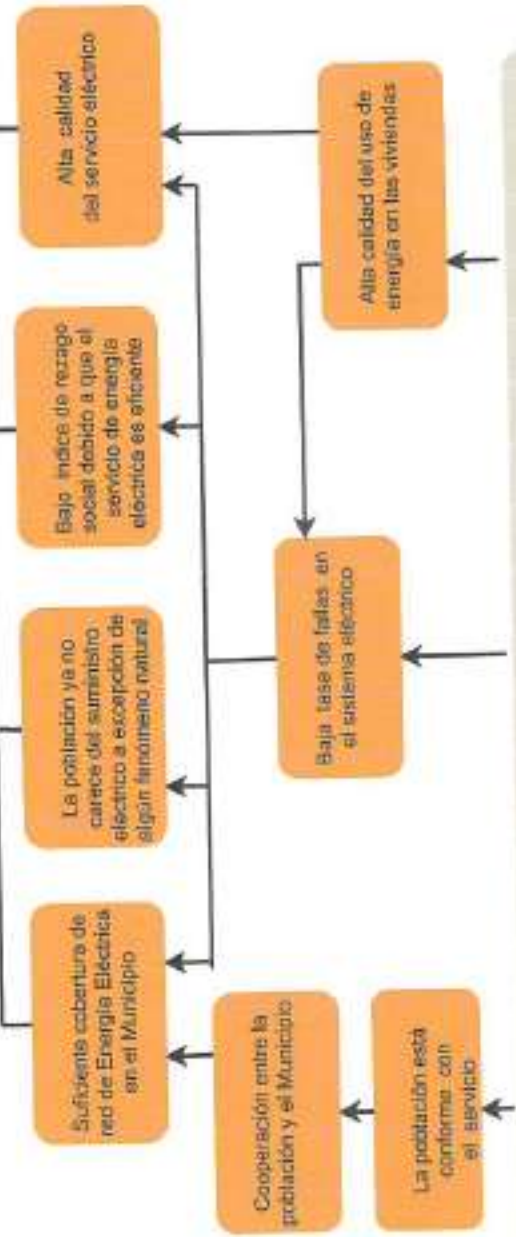 Suficiente cobertura de
red de Energía Eléctrica
en el Municipio
La población ya no
carece del suministro
eléctrico a excepción de
algún fenómeno natural
Bajo indice de rezago
social debido a que el
servicio de energía
eléctrica es eficiente
Alta calidad
del servicio eléctrico
Cooperación entre la
población y el Municipio
Baja tasa de fallas en
el sistema eléctrico
Alta calidad del uso de
energía en las viviendas
La población está
conforme con
el servicio